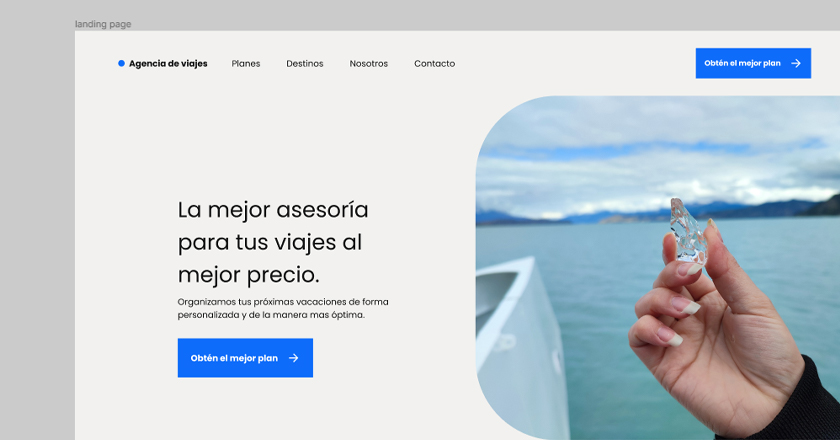 landing page
Agencia de viajes
Planes
Destinos
Nosotros
Contacto
Obtén el mejor plan
La mejor asesoría
para tus viajes al
mejor precio.
Organizamos tus próximas vacaciones de forma
personalizada y de la manera mas óptima.
Obtén el mejor plan